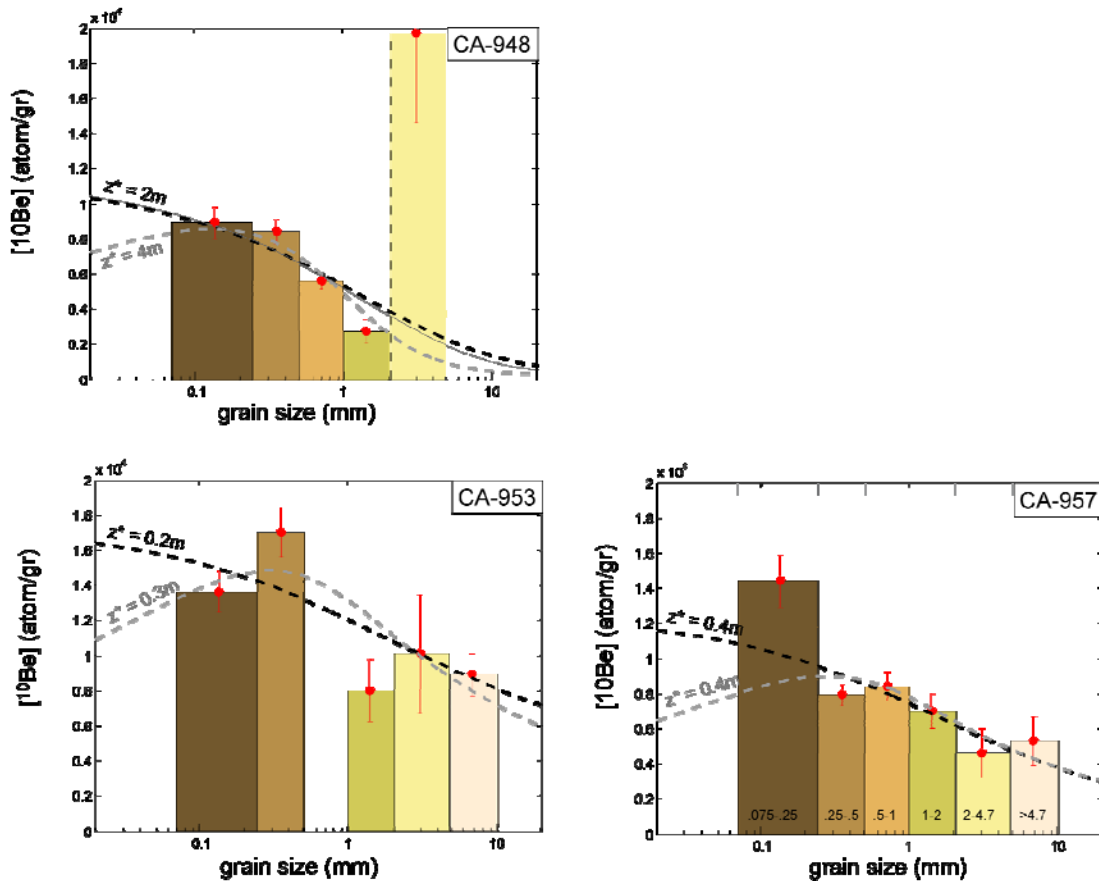 x 10
CA-948
2
1.8
1.6
1.4
1.2
1
0.8
0.6
0.4
0.2
0
[10Be] (atom/gr)
z* = 2m
z* = 4m
0.1 1 10
grain size (mm)
x 10⁴
CA-953
2
1.8
1.6
1.4
1.2
1
0.8
0.6
0.4
0.2
0
[¹⁰Be] (atom/gr)
z* = 0.2m
z* = 0.3m
0.1 1 10
grain size (mm)
x 10
CA-957
2
1.8
1.6
1.4
1.2
1
0.8
0.6
0.4
0.2
0
[10Be] (atom/gr)
z* = 0.4m
z* = 0.4m
.075-.25 .25-.5 .5-1 1-2 2-4.7 >4.7
0.1 1 10
grain size (mm)